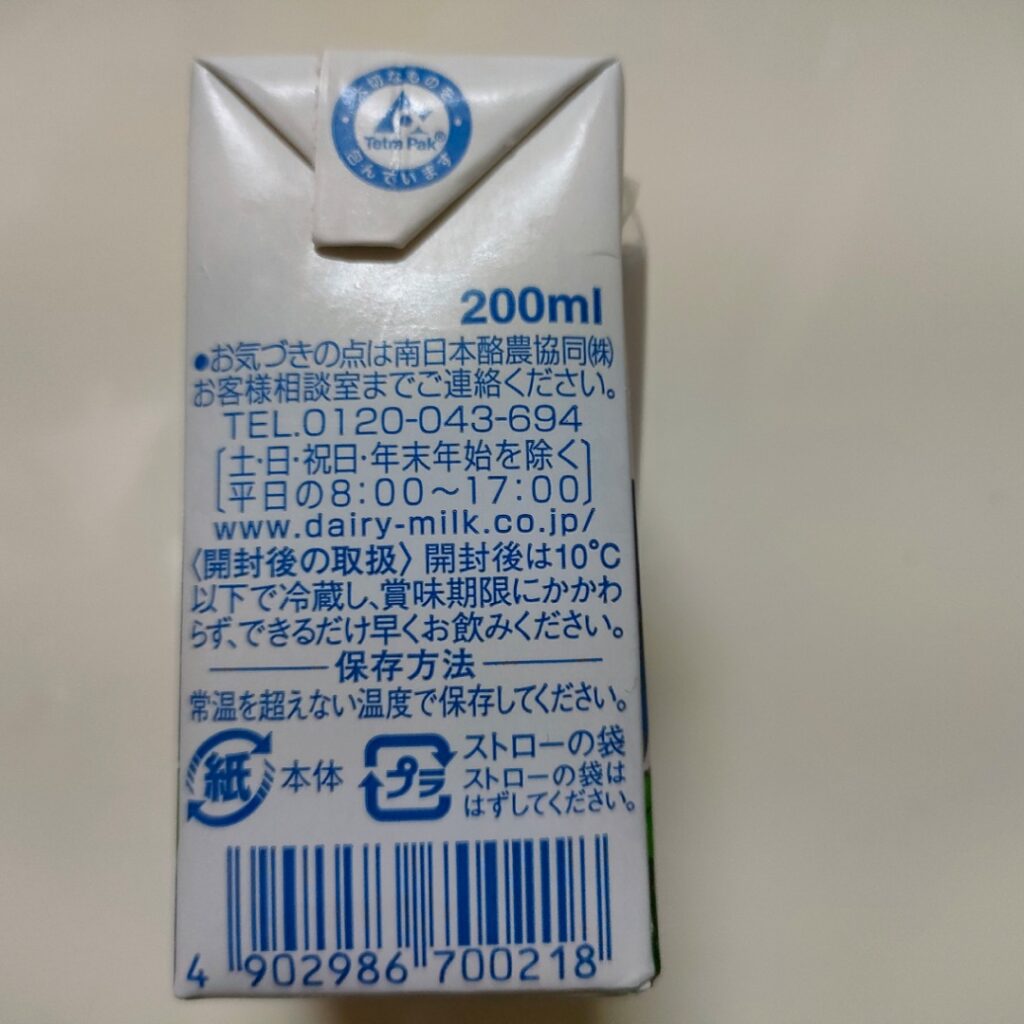 大切なものを
Tetra Pak®
包んでいます
200ml
●お気づきの点は南日本酪農協同㈱
お客様相談室までご連絡ください。
TEL.0120-043-694
土・日・祝日・年末年始を除く
平日の8:00～17:00
www.dairy-milk.co.jp/
〈開封後の取扱〉開封後は10℃
以下で冷蔵し、賞味期限にかかわ
らず、できるだけ早くお飲みください。
保存方法
常温を超えない温度で保存してください。
紙 本体 プラ ストローの袋
ストローの袋は
はずしてください。
4 902986 700218